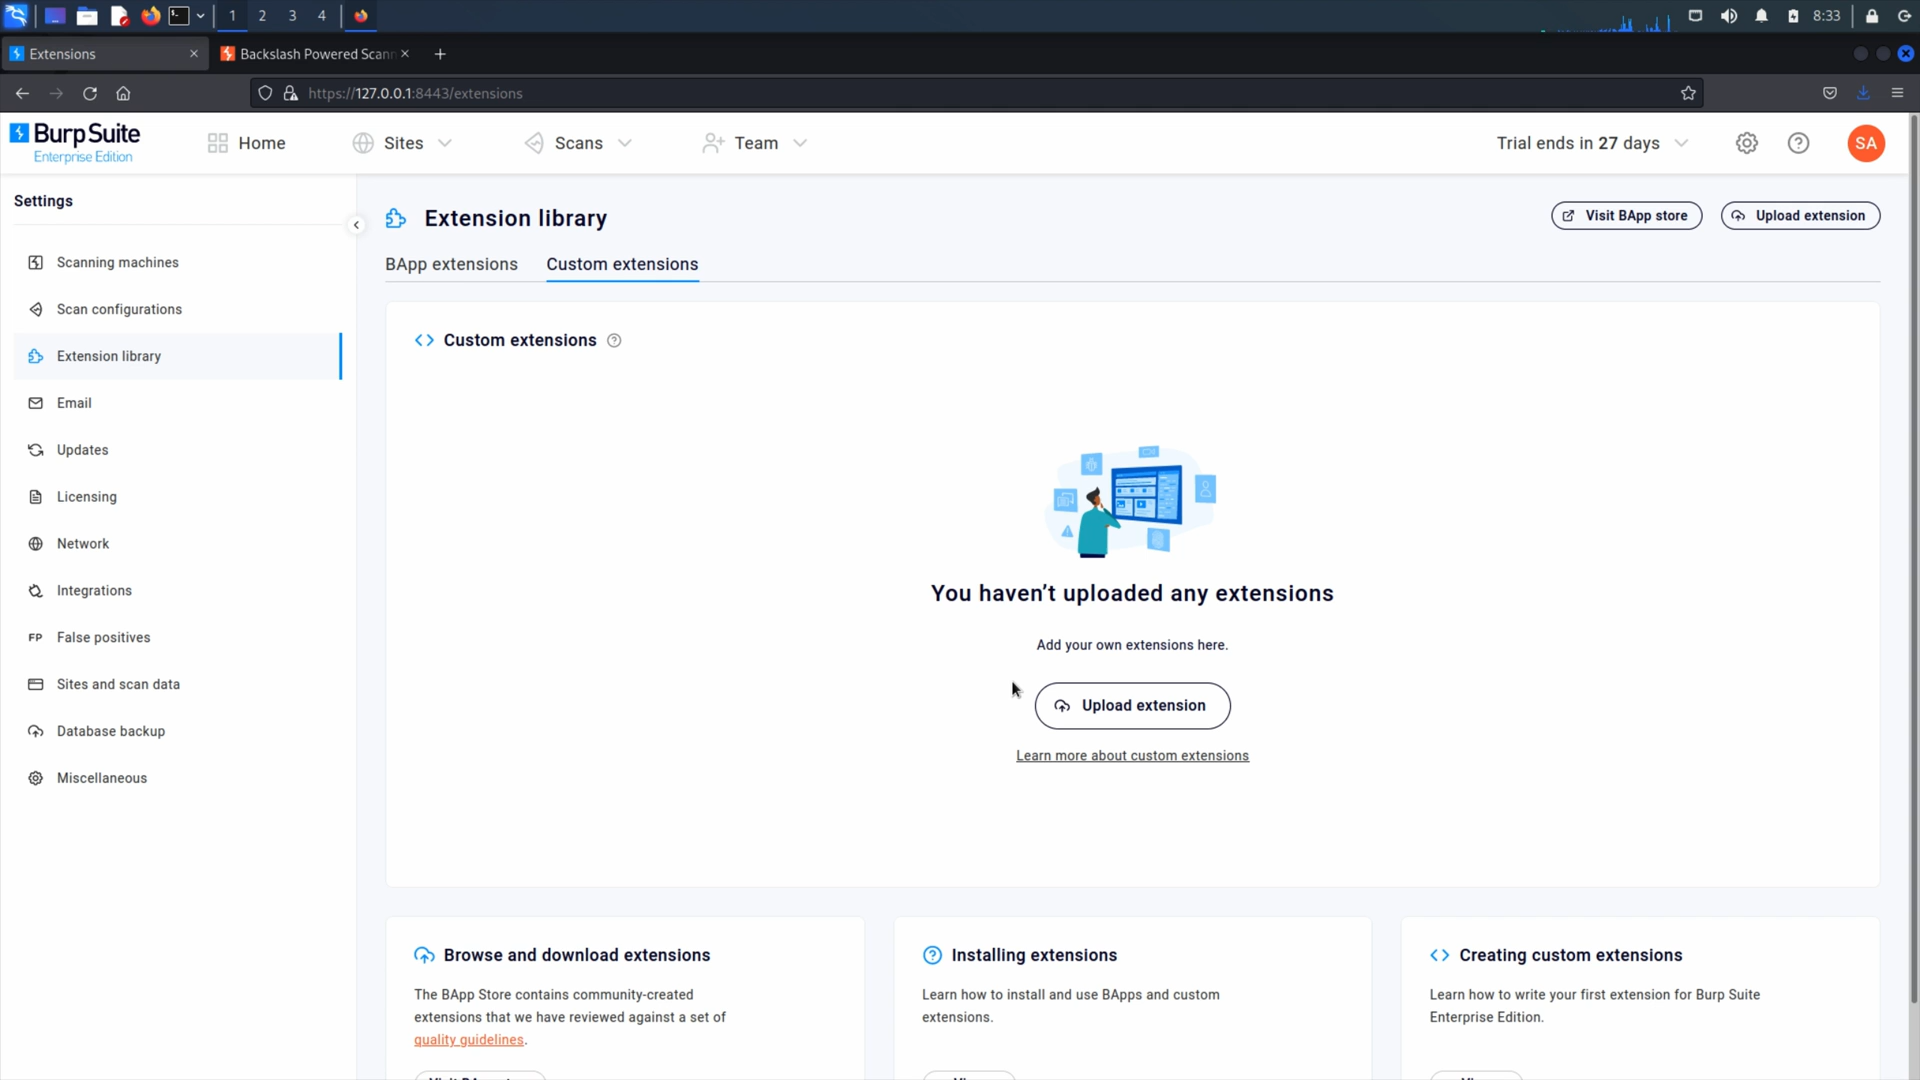 1 2 3 4
8:33
Extensions
Backslash Powered Scann
https://127.0.0.1:8443/extensions
Burp Suite
Enterprise Edition
Home
Sites
Scans
Team
Trial ends in 27 days
SA
Settings
Scanning machines
Scan configurations
Extension library
Email
Updates
Licensing
Network
Integrations
FP False positives
Sites and scan data
Database backup
Miscellaneous
Extension library
Visit BApp store
Upload extension
BApp extensions
Custom extensions
Custom extensions
You haven’t uploaded any extensions
Add your own extensions here.
Upload extension
Learn more about custom extensions
Browse and download extensions
The BApp Store contains community-created
extensions that we have reviewed against a set of
quality guidelines.
Installing extensions
Learn how to install and use BApps and custom
extensions.
Creating custom extensions
Learn how to write your first extension for Burp Suite
Enterprise Edition.